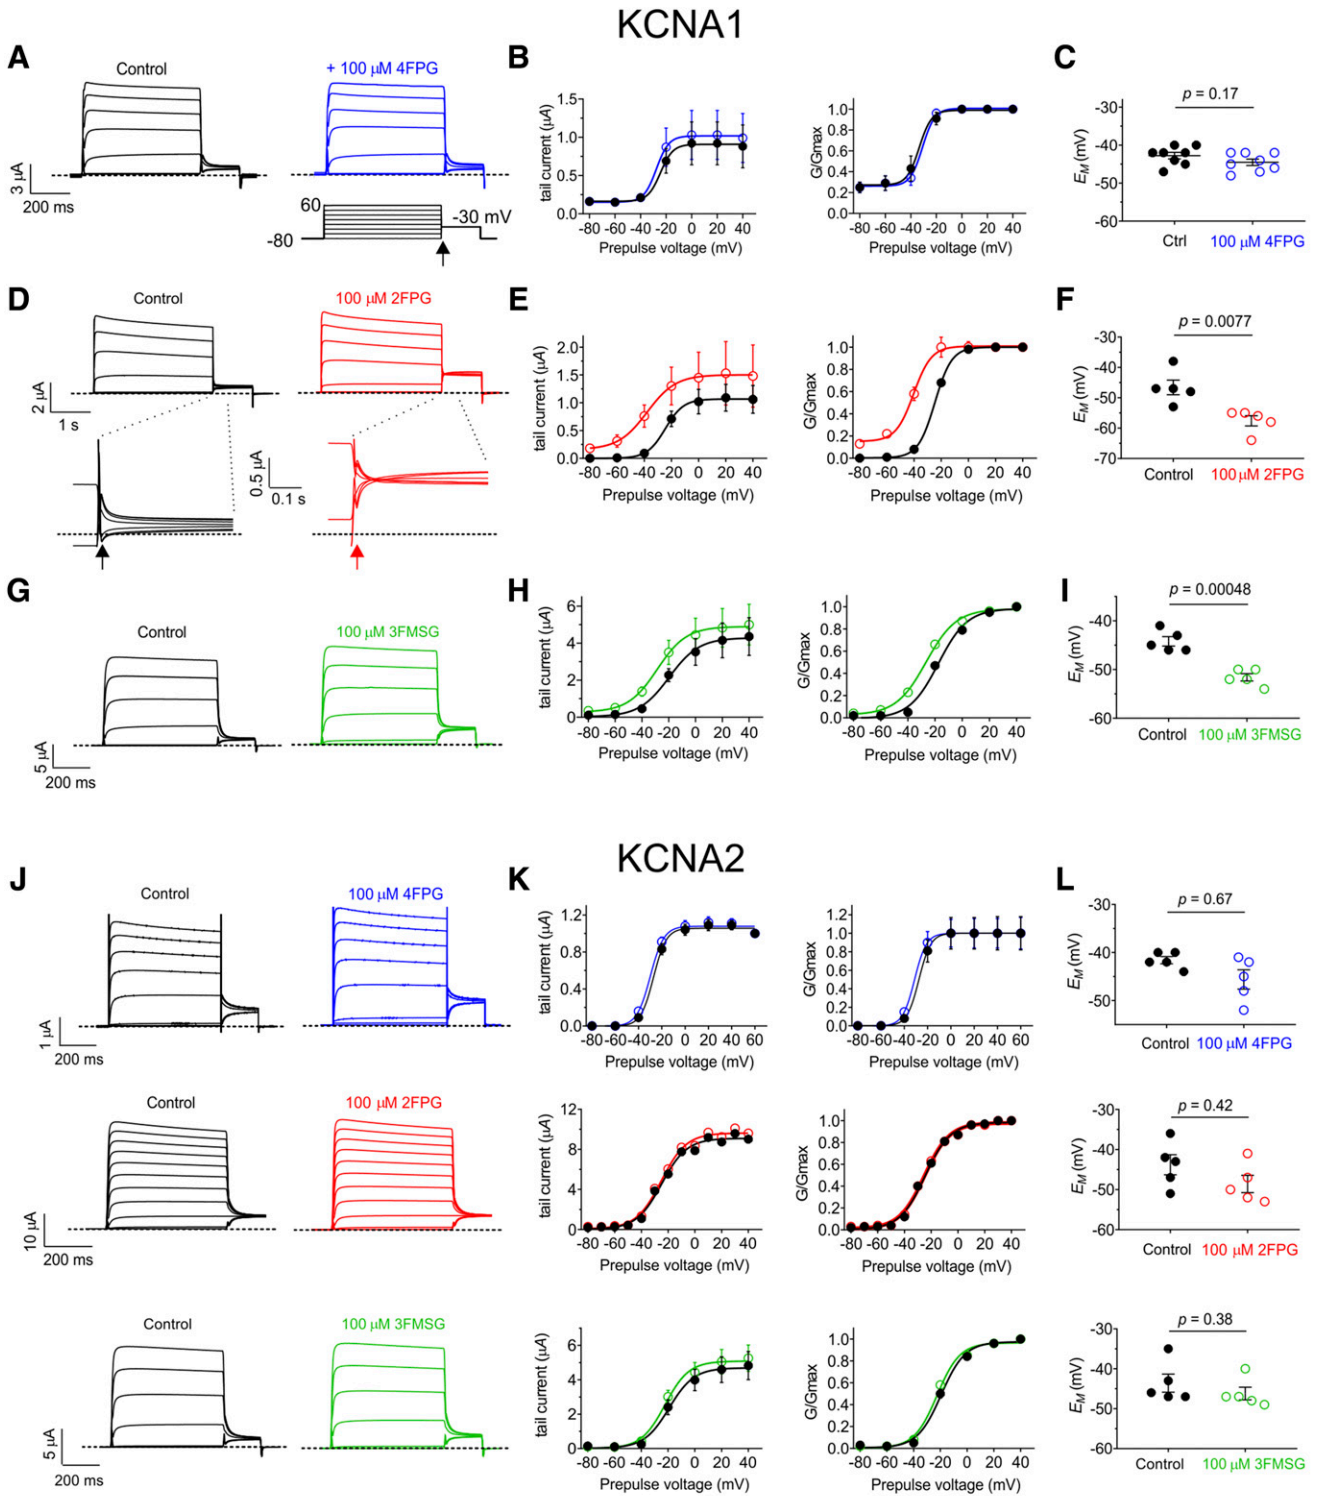 KCNA1
A
Control
+ 100 μM 4FPG
3 μA
200 ms
60
-80
-30 mV
B
tail current (μA)
1.5
1.0
0.5
0.0
-80 -60 -40 -20 0 20 40
Prepulse voltage (mV)
G/Gmax
1.0
0.8
0.6
0.4
0.2
0.0
-80 -60 -40 -20 0 20 40
Prepulse voltage (mV)
C
p = 0.17
EM (mV)
-30
-40
-50
-60
Ctrl 100 μM 4FPG
D
Control
100 μM 2FPG
2 μA
1 s
0.5 μA
0.1 s
E
tail current (μA)
2.0
1.5
1.0
0.5
0.0
-80 -60 -40 -20 0 20 40
Prepulse voltage (mV)
G/Gmax
1.0
0.8
0.6
0.4
0.2
0
-80 -60 -40 -20 0 20 40
Prepulse voltage (mV)
F
p = 0.0077
EM (mV)
-30
-40
-50
-60
-70
Control 100 μM 2FPG
G
Control
100 μM 3FMSG
5 μA
200 ms
H
tail current (μA)
6
4
2
0
-80 -60 -40 -20 0 20 40
Prepulse voltage (mV)
G/Gmax
1.0
0.8
0.6
0.4
0.2
0.0
-80 -60 -40 -20 0 20 40
Prepulse voltage (mV)
I
p = 0.00048
EM (mV)
-40
-50
-60
Control 100 μM 3FMSG
KCNA2
J
Control
100 μM 4FPG
1 μA
200 ms
K
tail current (μA)
1.2
0.8
0.4
0.0
-80 -60 -40 -20 0 20 40 60
Prepulse voltage (mV)
G/Gmax
1.2
1.0
0.8
0.6
0.4
0.2
0.0
-80 -60 -40 -20 0 20 40 60
Prepulse voltage (mV)
L
p = 0.67
EM (mV)
-30
-40
-50
Control 100 μM 4FPG
Control
100 μM 2FPG
10 μA
200 ms
tail current (μA)
12
8
4
0
-80 -60 -40 -20 0 20 40
Prepulse voltage (mV)
G/Gmax
1.0
0.8
0.6
0.4
0.2
0.0
-80 -60 -40 -20 0 20 40
Prepulse voltage (mV)
p = 0.42
EM (mV)
-30
-40
-50
-60
Control 100 μM 2FPG
Control
100 μM 3FMSG
5 μA
200 ms
tail current (μA)
6
4
2
0
-80 -60 -40 -20 0 20 40
Prepulse voltage (mV)
G/Gmax
1.0
0.8
0.6
0.4
0.2
0
-80 -60 -40 -20 0 20 40
Prepulse voltage (mV)
p = 0.38
EM (mV)
-30
-40
-50
-60
Control 100 μM 3FMSG